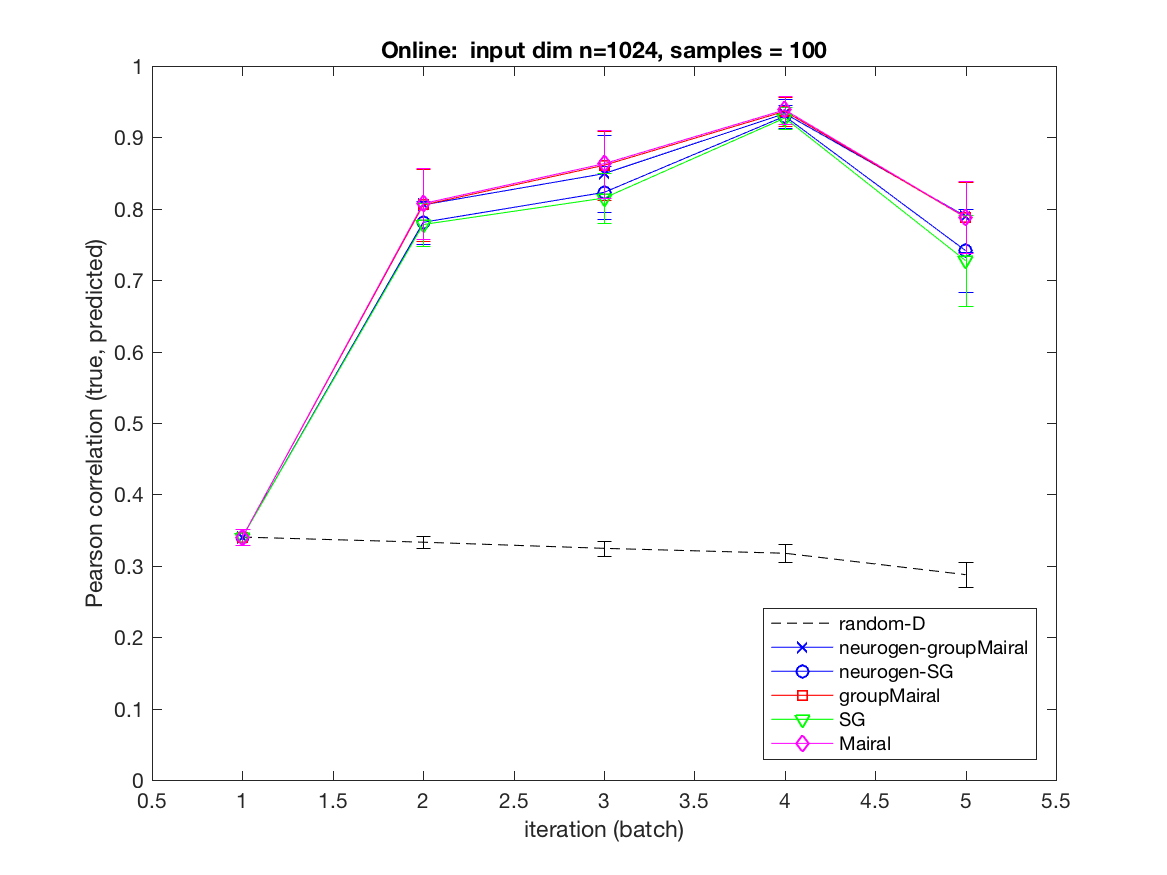 Online: input dim n=1024, samples = 100
1
0.9
0.8
0.7
0.6
0.5
0.4
0.3
0.2
0.1
0
Pearson correlation (true, predicted)
random-D
neurogen-groupMairal
neurogen-SG
groupMairal
SG
Mairal
0.5 1 1.5 2 2.5 3 3.5 4 4.5 5 5.5
iteration (batch)